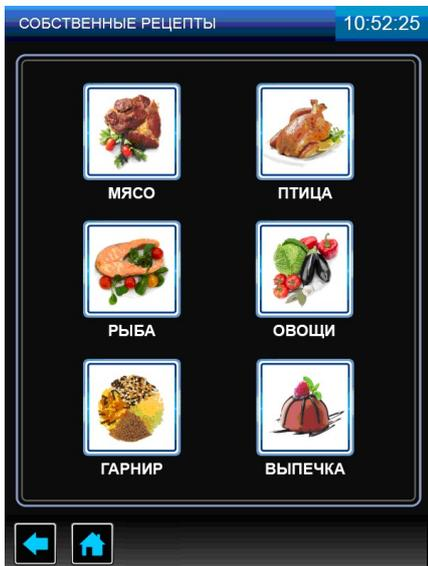 СОБСТВЕННЫЕ РЕЦЕПТЫ 10:52:25
МЯСО ПТИЦА
РЫБА ОВОЩИ
ГАРНИР ВЫПЕЧКА